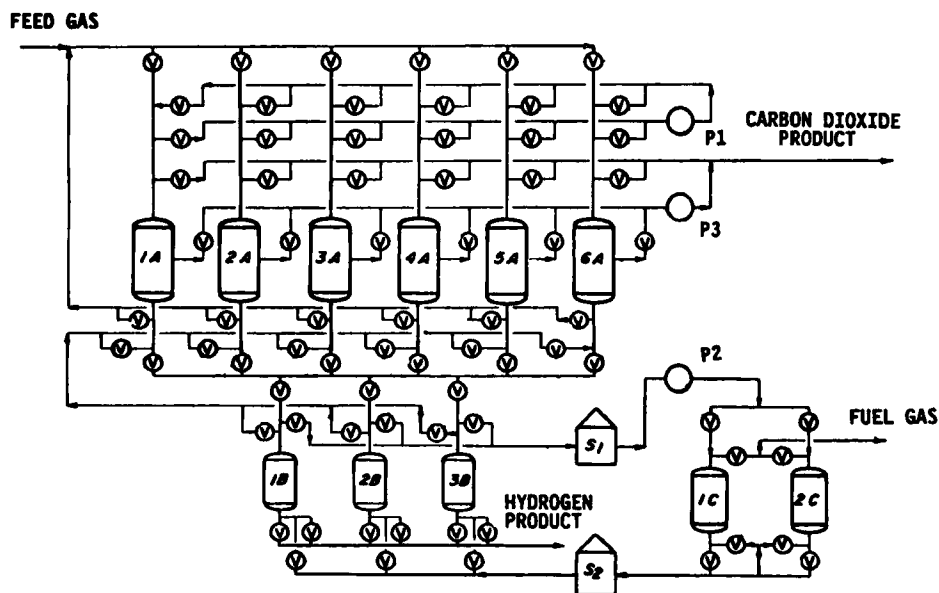 FEED GAS
V V V V V V
V V V V V V
V V V V V V
P1
CARBON DIOXIDE
PRODUCT
V V V V V V
P3
V V V V V V
1A 2A 3A 4A 5A 6A
V V V V V V
V V V V V V
V V V V V V
P2
V V V
V V V V V V
S1
V V
FUEL GAS
V V
1B 2B 3B
1C 2C
HYDROGEN
PRODUCT
V V V V V V
V V V
S2
V V
V V